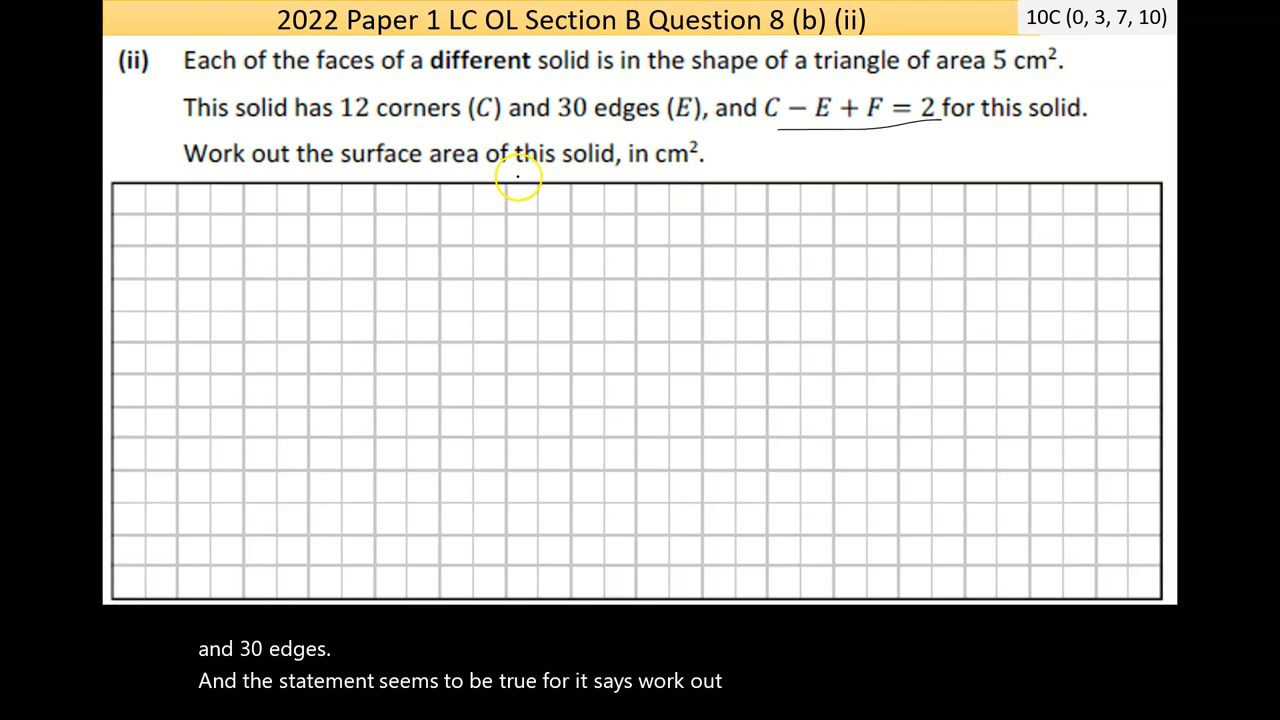 2022 Paper 1 LC OL Section B Question 8 (b) (ii)
10C (0, 3, 7, 10)
(ii) Each of the faces of a different solid is in the shape of a triangle of area 5 cm².
This solid has 12 corners (C) and 30 edges (E), and C − E + F = 2 for this solid.
Work out the surface area of this solid, in cm².
and 30 edges.
And the statement seems to be true for it says work out